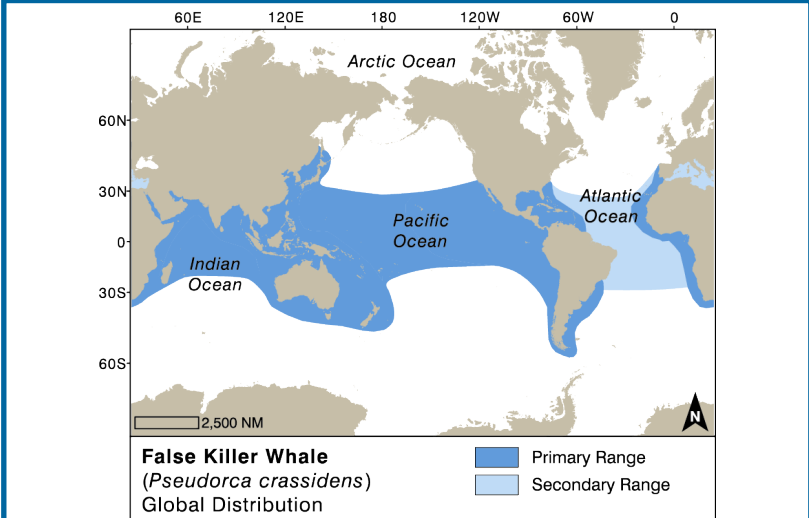 60E 120E 180 120W 60W 0
Arctic Ocean
60N
30N
Atlantic
Ocean
Pacific
Ocean
0
Indian
Ocean
30S
60S
2,500 NM
N
False Killer Whale
(Pseudorca crassidens)
Global Distribution
Primary Range
Secondary Range